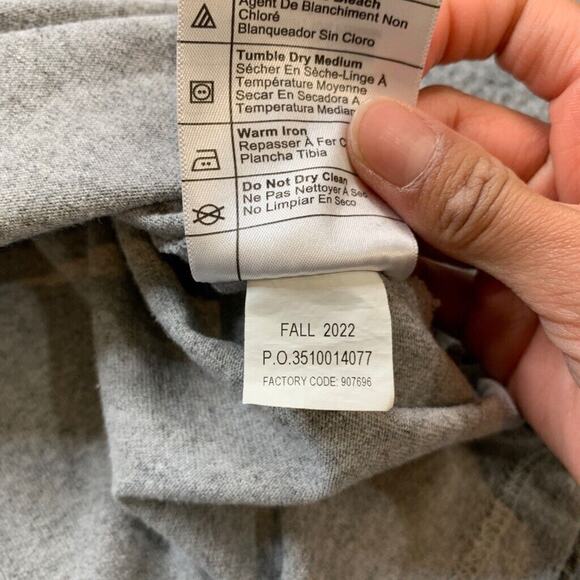 Bleach
Agent De Blanchiment Non
Chloré
Blanqueador Sin Cloro
Tumble Dry Medium
Sécher En Sèche-Linge À
Température Moyenne
Secar En Secadora A
Temperatura
Warm Iron
Repasser À Fer
Plancha Tibia
Do Not Dry Clean
Ne Pas Nettoyer À Sec
No Limpiar En Seco
FALL 2022
P.O.3510014077
FACTORY CODE: 907696